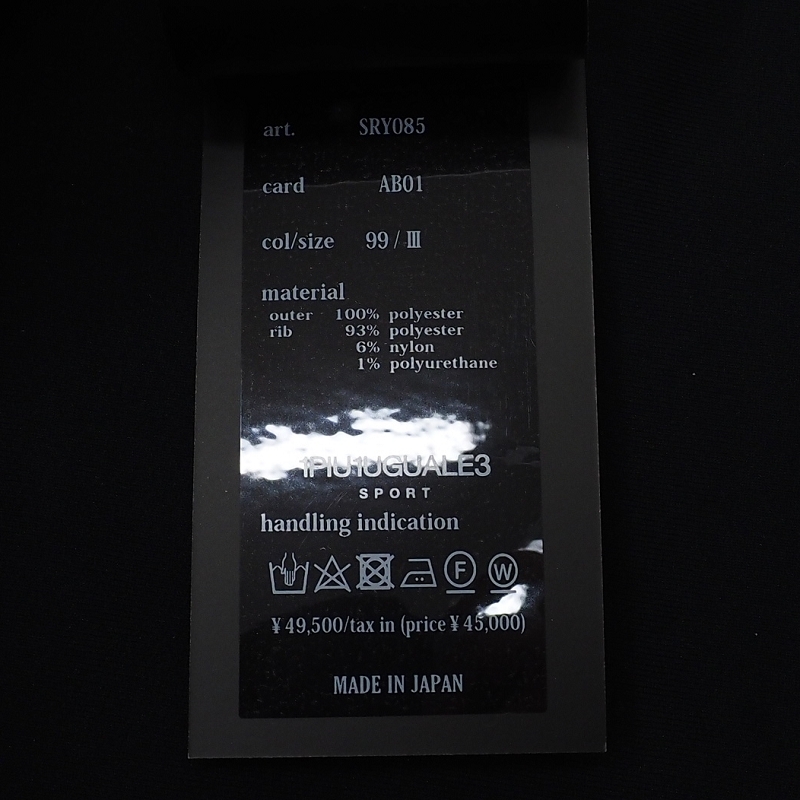 art. SRY085
card AB01
col/size 99 / Ⅲ
material
outer 100% polyester
rib 93% polyester
6% nylon
1% polyurethane
1PIU1UGUALE3
SPORT
handling indication
F W
¥49,500/tax in (price¥45,000)
MADE IN JAPAN